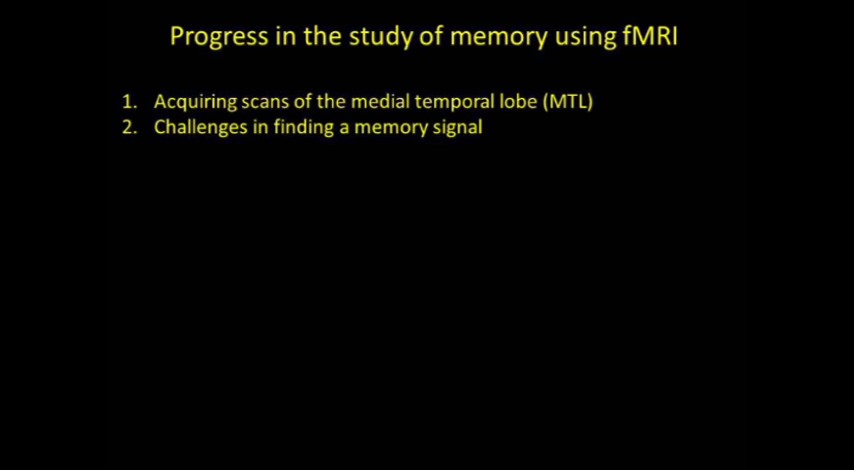 Progress in the study of memory using fMRI
1. Acquiring scans of the medial temporal lobe (MTL)
2. Challenges in finding a memory signal